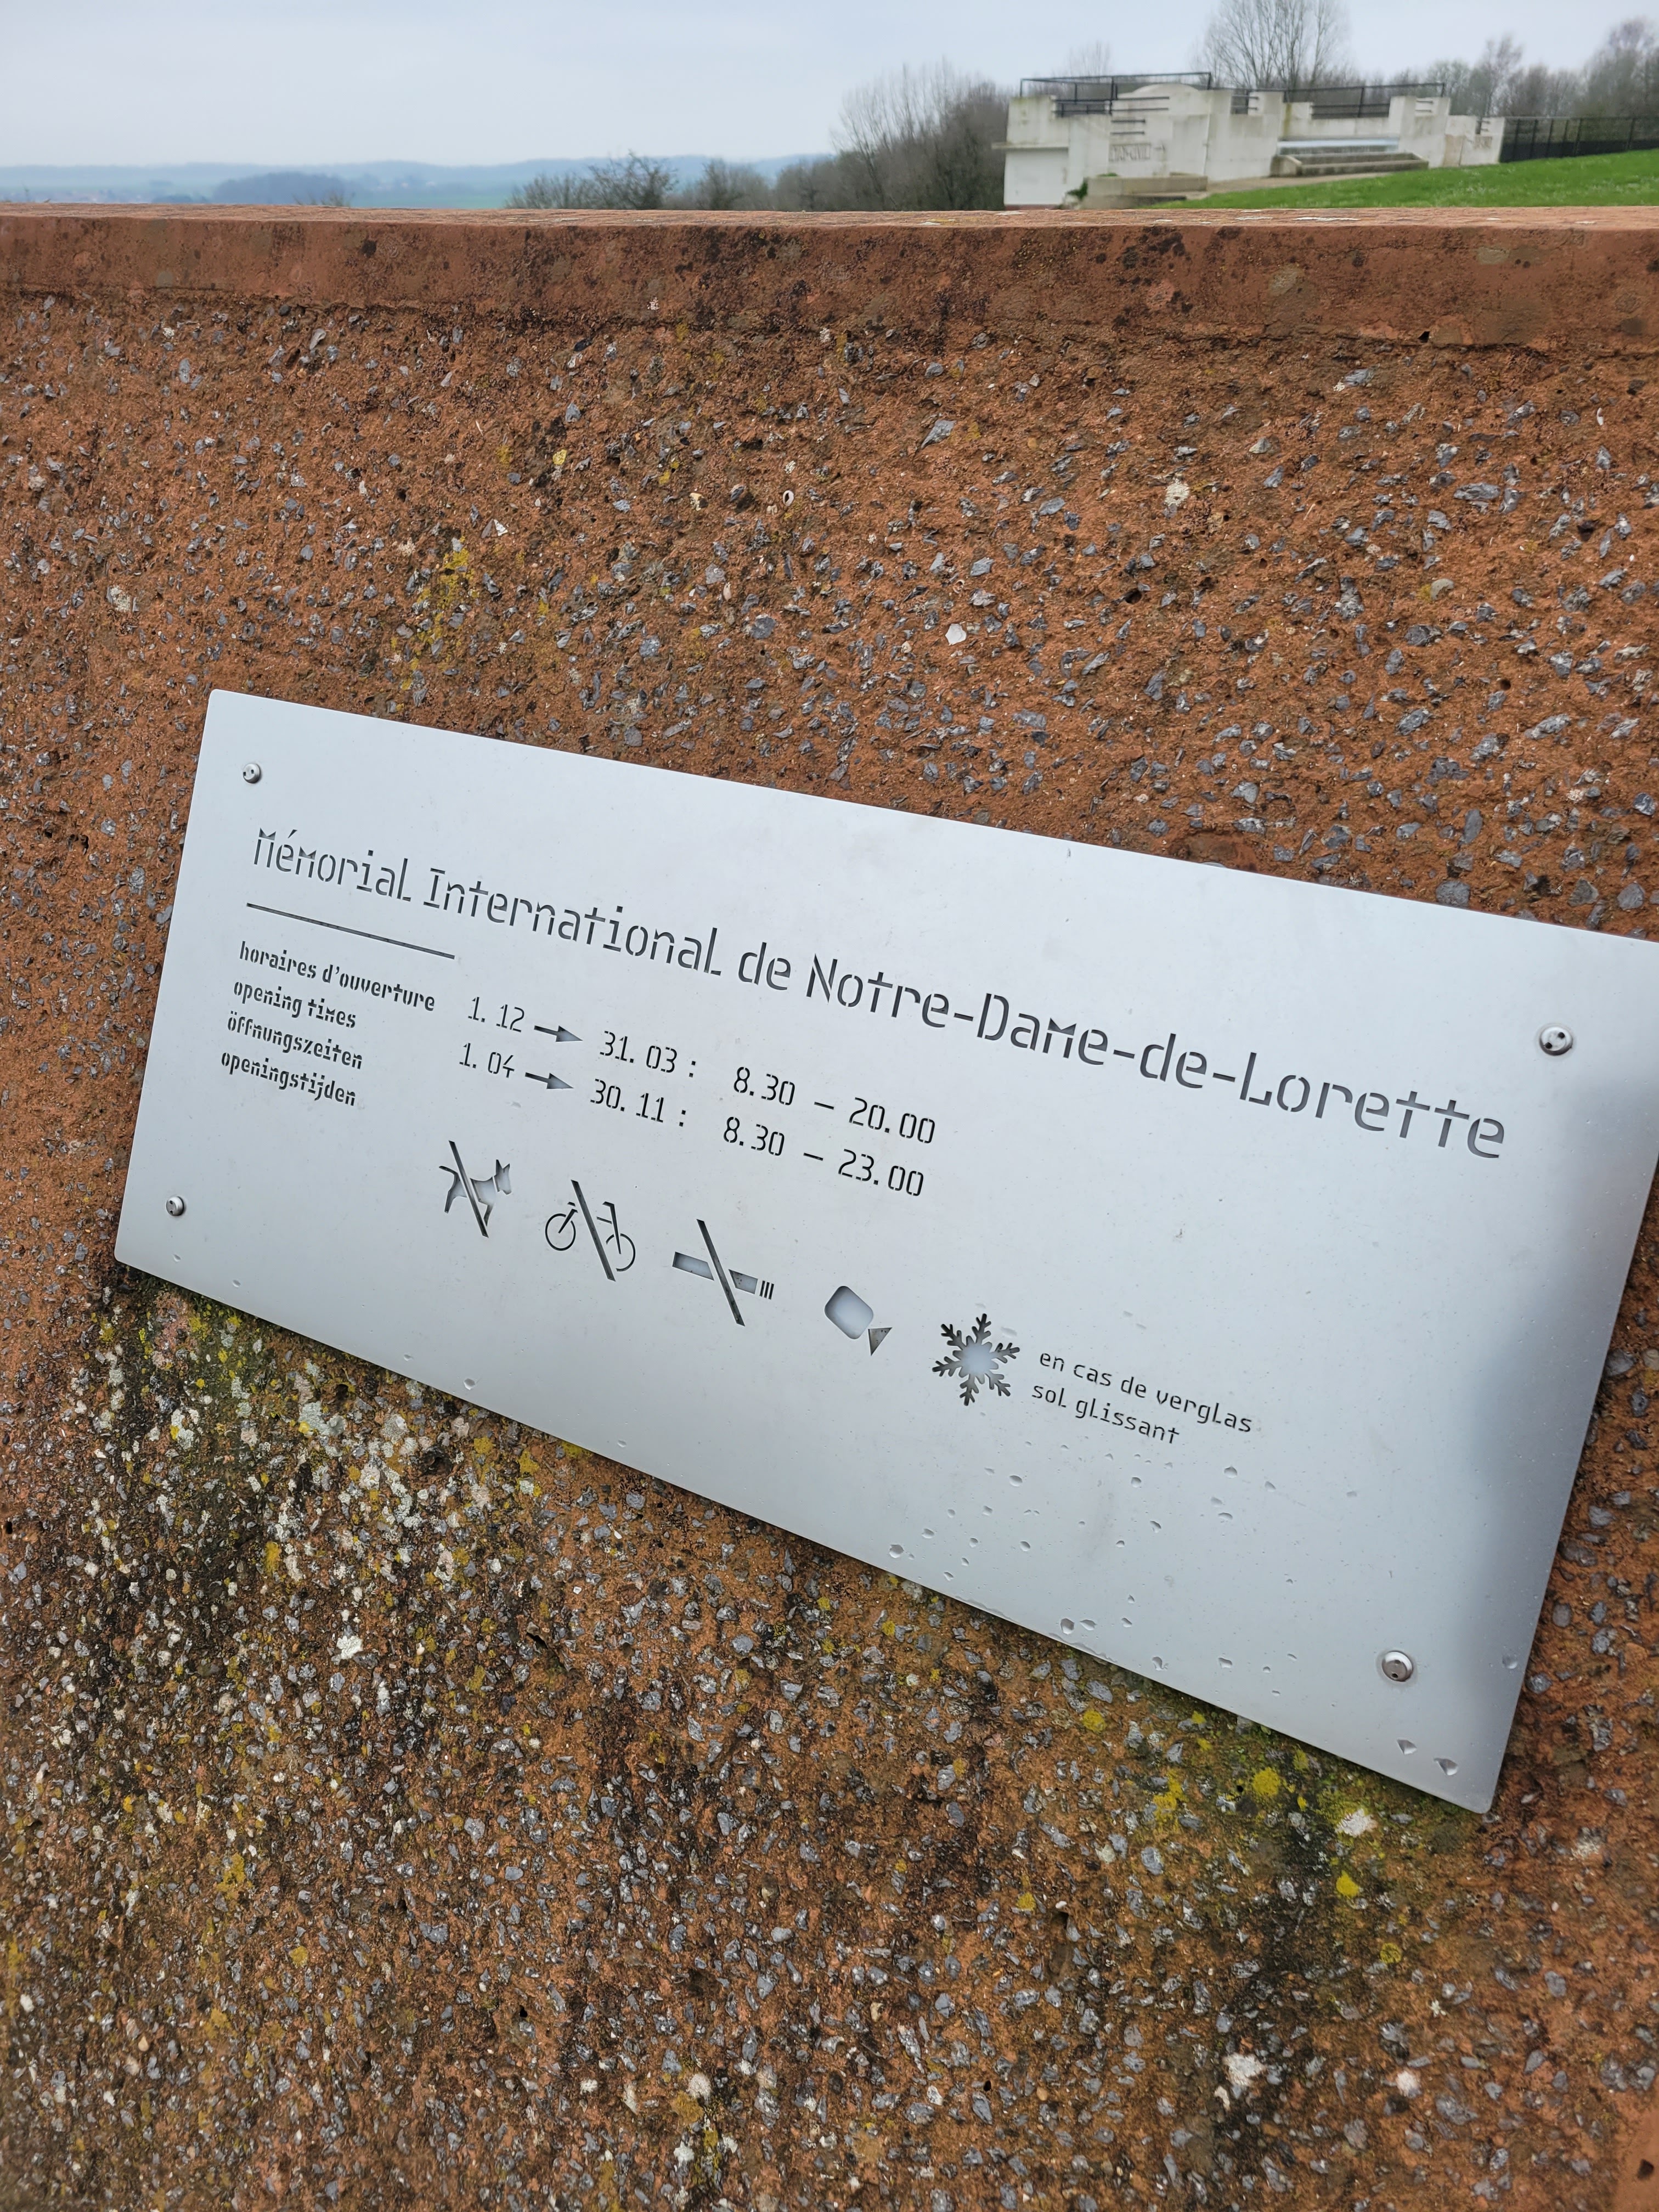 Mémorial International de Notre-Dame-de-Lorette
horaires d'ouverture
opening times
öffnungszeiten
openingstijden
1. 12 → 31. 03 : 8.30 – 20.00
1. 04 → 30. 11 : 8.30 – 23.00
en cas de verglas
sol glissant